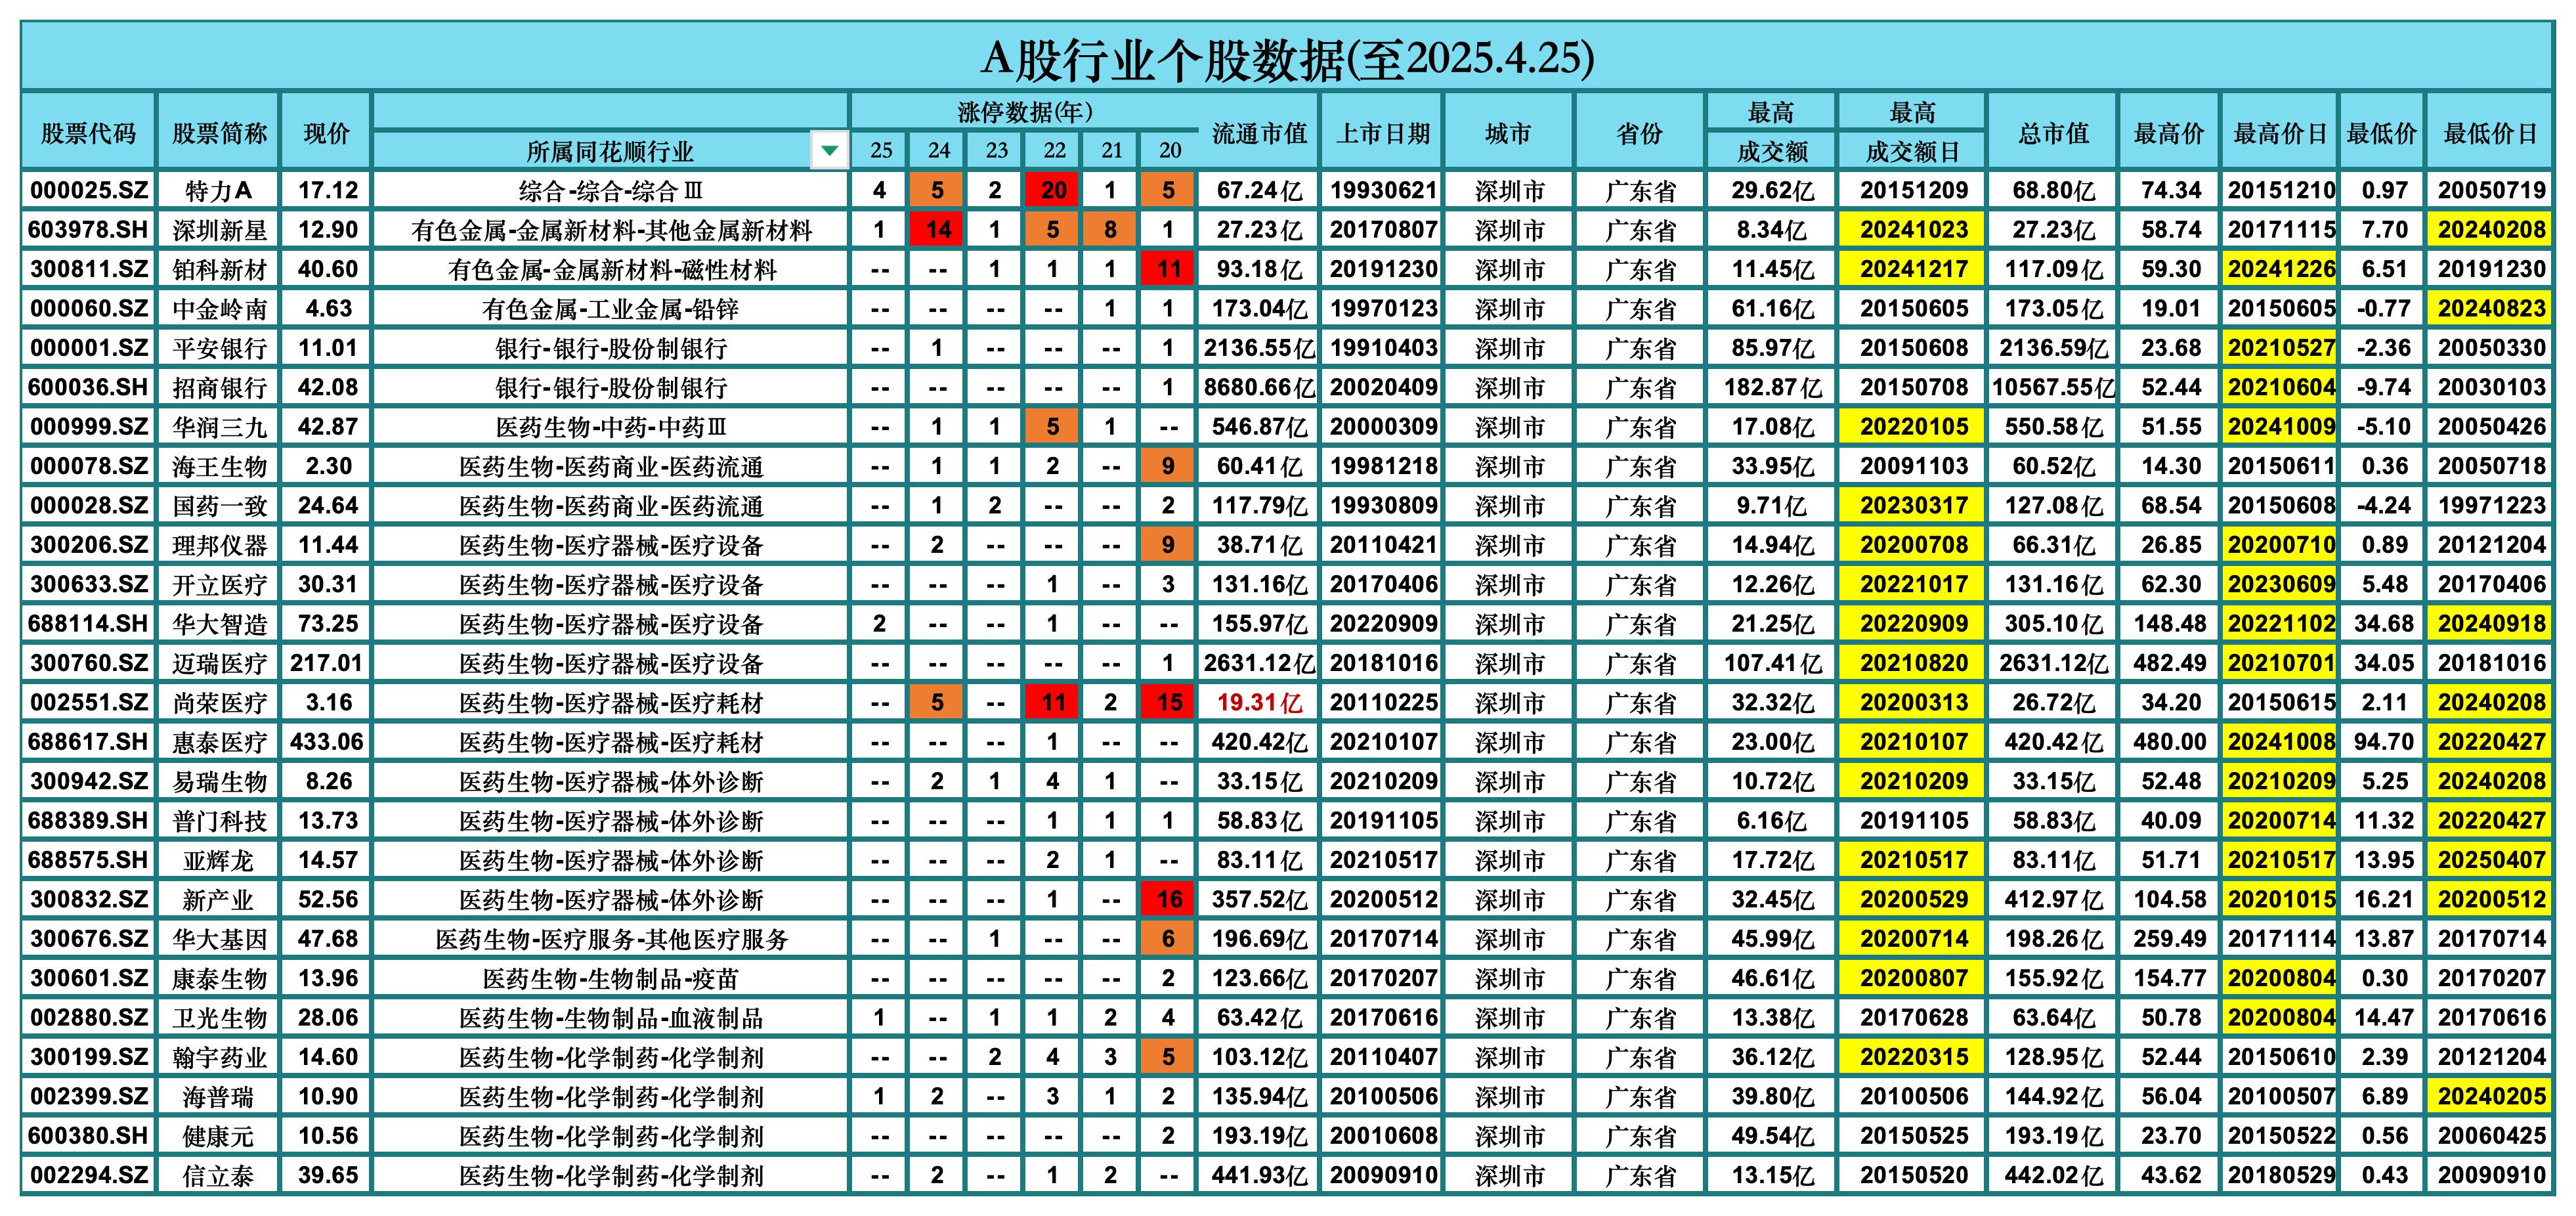 A股行业个股数据(至2025.4.25)
股票代码 股票简称 现价 所属同花顺行业 涨停数据(年) 25 24 23 22 21 20 流通市值 上市日期 城市 省份 最高成交额 最高成交额日 总市值 最高价 最高价日 最低价 最低价日
000025.SZ 特力A 17.12 综合-综合-综合Ⅲ 4 5 2 20 1 5 67.24亿 19930621 深圳市 广东省 29.62亿 20151209 68.80亿 74.34 20151210 0.97 20050719
603978.SH 深圳新星 12.90 有色金属-金属新材料-其他金属新材料 1 14 1 5 8 1 27.23亿 20170807 深圳市 广东省 8.34亿 20241023 27.23亿 58.74 20171115 7.70 20240208
300811.SZ 铂科新材 40.60 有色金属-金属新材料-磁性材料 -- -- 1 1 1 11 93.18亿 20191230 深圳市 广东省 11.45亿 20241217 117.09亿 59.30 20241226 6.51 20191230
000060.SZ 中金岭南 4.63 有色金属-工业金属-铅锌 -- -- -- -- 1 1 173.04亿 19970123 深圳市 广东省 61.16亿 20150605 173.05亿 19.01 20150605 -0.77 20240823
000001.SZ 平安银行 11.01 银行-银行-股份制银行 -- 1 -- -- -- 1 2136.55亿 19910403 深圳市 广东省 85.97亿 20150608 2136.59亿 23.68 20210527 -2.36 20050330
600036.SH 招商银行 42.08 银行-银行-股份制银行 -- -- -- -- -- 1 8680.66亿 20020409 深圳市 广东省 182.87亿 20150708 10567.55亿 52.44 20210604 -9.74 20030103
000999.SZ 华润三九 42.87 医药生物-中药-中药Ⅲ -- 1 1 5 1 -- 546.87亿 20000309 深圳市 广东省 17.08亿 20220105 550.58亿 51.55 20241009 -5.10 20050426
000078.SZ 海王生物 2.30 医药生物-医药商业-医药流通 -- 1 1 2 -- 9 60.41亿 19981218 深圳市 广东省 33.95亿 20091103 60.52亿 14.30 20150611 0.36 20050718
000028.SZ 国药一致 24.64 医药生物-医药商业-医药流通 -- 1 2 -- -- 2 117.79亿 19930809 深圳市 广东省 9.71亿 20230317 127.08亿 68.54 20150608 -4.24 19971223
300206.SZ 理邦仪器 11.44 医药生物-医疗器械-医疗设备 -- 2 -- -- -- 9 38.71亿 20110421 深圳市 广东省 14.94亿 20200708 66.31亿 26.85 20200710 0.89 20121204
300633.SZ 开立医疗 30.31 医药生物-医疗器械-医疗设备 -- -- -- 1 -- 3 131.16亿 20170406 深圳市 广东省 12.26亿 20221017 131.16亿 62.30 20230609 5.48 20170406
688114.SH 华大智造 73.25 医药生物-医疗器械-医疗设备 2 -- -- 1 -- -- 155.97亿 20220909 深圳市 广东省 21.25亿 20220909 305.10亿 148.48 20221102 34.68 20240918
300760.SZ 迈瑞医疗 217.01 医药生物-医疗器械-医疗设备 -- -- -- -- -- 1 2631.12亿 20181016 深圳市 广东省 107.41亿 20210820 2631.12亿 482.49 20210701 34.05 20181016
002551.SZ 尚荣医疗 3.16 医药生物-医疗器械-医疗耗材 -- 5 -- 11 2 15 19.31亿 20110225 深圳市 广东省 32.32亿 20200313 26.72亿 34.20 20150615 2.11 20240208
688617.SH 惠泰医疗 433.06 医药生物-医疗器械-医疗耗材 -- -- -- 1 -- -- 420.42亿 20210107 深圳市 广东省 23.00亿 20210107 420.42亿 480.00 20241008 94.70 20220427
300942.SZ 易瑞生物 8.26 医药生物-医疗器械-体外诊断 -- 2 1 4 1 -- 33.15亿 20210209 深圳市 广东省 10.72亿 20210209 33.15亿 52.48 20210209 5.25 20240208
688389.SH 普门科技 13.73 医药生物-医疗器械-体外诊断 -- -- -- 1 1 1 58.83亿 20191105 深圳市 广东省 6.16亿 20191105 58.83亿 40.09 20200714 11.32 20220427
688575.SH 亚辉龙 14.57 医药生物-医疗器械-体外诊断 -- -- -- 2 1 -- 83.11亿 20210517 深圳市 广东省 17.72亿 20210517 83.11亿 51.71 20210517 13.95 20250407
300832.SZ 新产业 52.56 医药生物-医疗器械-体外诊断 -- -- -- 1 -- 16 357.52亿 20200512 深圳市 广东省 32.45亿 20200529 412.97亿 104.58 20201015 16.21 20200512
300676.SZ 华大基因 47.68 医药生物-医疗服务-其他医疗服务 -- -- 1 -- -- 6 196.69亿 20170714 深圳市 广东省 45.99亿 20200714 198.26亿 259.49 20171114 13.87 20170714
300601.SZ 康泰生物 13.96 医药生物-生物制品-疫苗 -- -- -- -- -- 2 123.66亿 20170207 深圳市 广东省 46.61亿 20200807 155.92亿 154.77 20200804 0.30 20170207
002880.SZ 卫光生物 28.06 医药生物-生物制品-血液制品 1 -- 1 1 2 4 63.42亿 20170616 深圳市 广东省 13.38亿 20170628 63.64亿 50.78 20200804 14.47 20170616
300199.SZ 翰宇药业 14.60 医药生物-化学制药-化学制剂 -- -- 2 4 3 5 103.12亿 20110407 深圳市 广东省 36.12亿 20220315 128.95亿 52.44 20150610 2.39 20121204
002399.SZ 海普瑞 10.90 医药生物-化学制药-化学制剂 1 2 -- 3 1 2 135.94亿 20100506 深圳市 广东省 39.80亿 20100506 144.92亿 56.04 20100507 6.89 20240205
600380.SH 健康元 10.56 医药生物-化学制药-化学制剂 -- -- -- -- -- 2 193.19亿 20010608 深圳市 广东省 49.54亿 20150525 193.19亿 23.70 20150522 0.56 20060425
002294.SZ 信立泰 39.65 医药生物-化学制药-化学制剂 -- 2 -- 1 2 -- 441.93亿 20090910 深圳市 广东省 13.15亿 20150520 442.02亿 43.62 20180529 0.43 20090910